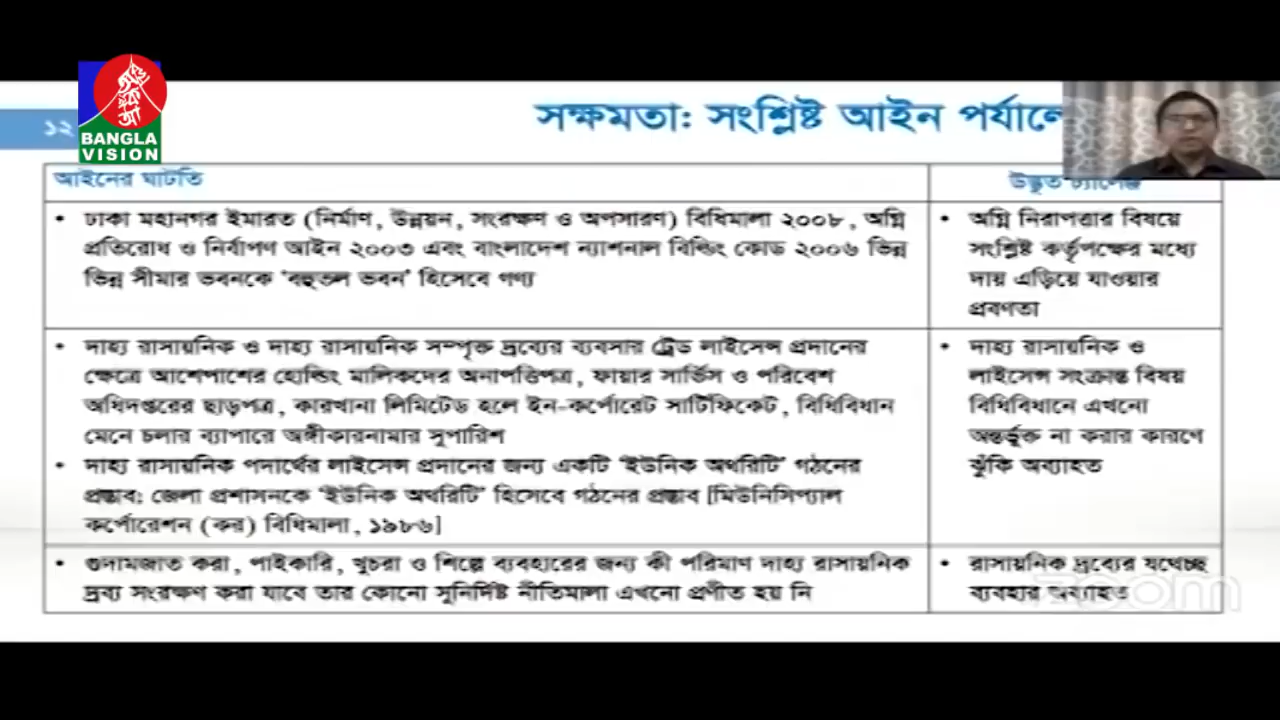 BANGLA
VISION
১২
সক্ষমতা: সংশ্লিষ্ট আইন
আইনের ঘাটতি
উদ্ভূত চ্যালেঞ্জ
• ঢাকা মহানগর ইমারত (নির্মাণ, উন্নয়ন, সংরক্ষণ ও অপসারণ) বিধিমালা ২০০৮, অগ্নি
প্রতিরোধ ও নির্বাপণ আইন ২০০৩ এবং বাংলাদেশ ন্যাশনাল বিল্ডিং কোড ২০০৬ ভিন্ন
ভিন্ন সীমার ভবনকে ‘বহুতল ভবন’ হিসেবে গণ্য
• অগ্নি নিরাপত্তার বিষয়ে
সংশ্লিষ্ট কর্তৃপক্ষের মধ্যে
দায় এড়িয়ে যাওয়ার
প্রবণতা
• দাহ্য রাসায়নিক ও দাহ্য রাসায়নিক সম্পৃক্ত দ্রব্যের ব্যবসার ট্রেড লাইসেন্স প্রদানের
ক্ষেত্রে আশেপাশের হোল্ডিং মালিকদের অনাপত্তিপত্র, ফায়ার সার্ভিস ও পরিবেশ
অধিদপ্তরের ছাড়পত্র, কারখানা লিমিটেড হলে ইন-কর্পোরেট সার্টিফিকেট, বিধিবিধান
মেনে চলার ব্যাপারে অঙ্গীকারনামার সুপারিশ
• দাহ্য রাসায়নিক পদার্থের লাইসেন্স প্রদানের জন্য একটি ‘ইউনিক অথরিটি’ গঠনের
প্রস্তাব: জেলা প্রশাসনকে ‘ইউনিক অথরিটি’ হিসেবে গঠনের প্রস্তাব [মিউনিসিপ্যাল
কর্পোরেশন (কর) বিধিমালা, ১৯৮৬]
• দাহ্য রাসায়নিক ও
লাইসেন্স সংক্রান্ত বিষয়
বিধিবিধানে এখনো
অন্তর্ভুক্ত না করার কারণে
ঝুঁকি অব্যাহত
• গুদামজাত করা, পাইকারি, খুচরা ও শিল্পে ব্যবহারের জন্য কী পরিমাণ দাহ্য রাসায়নিক
দ্রব্য সংরক্ষণ করা যাবে তার কোনো সুনির্দিষ্ট নীতিমালা এখনো প্রণীত হয় নি
• রাসায়নিক দ্রব্যের যথেচ্ছ
ব্যবহার অব্যাহত
zoom